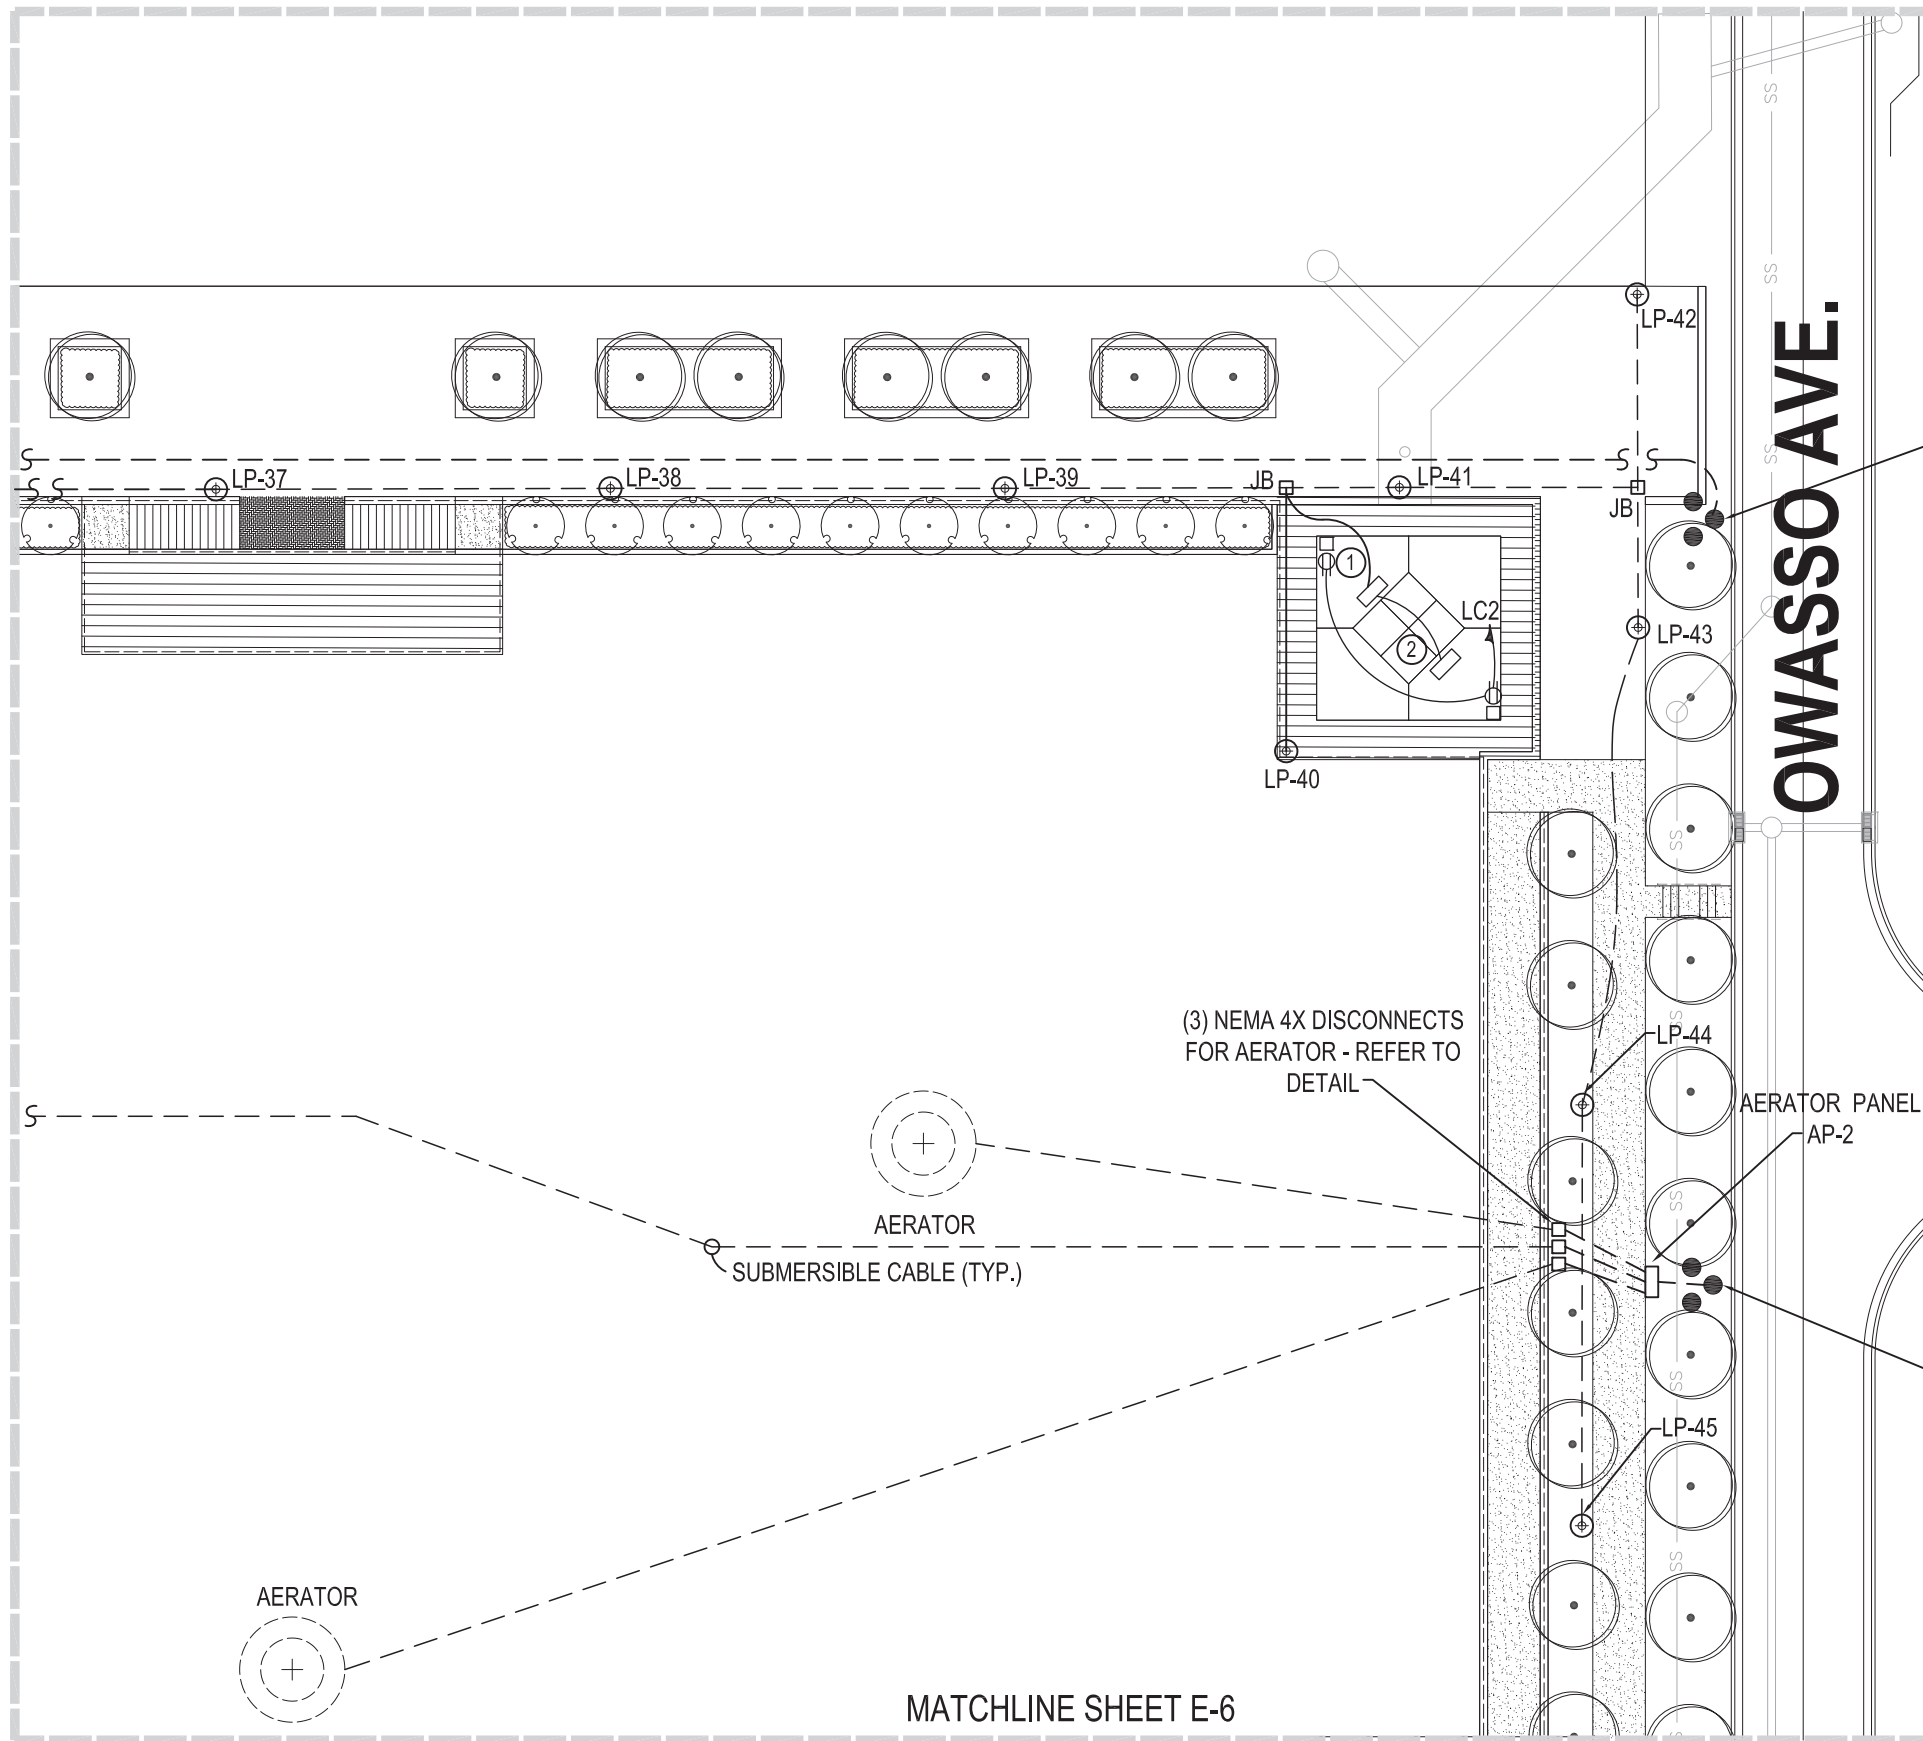 SS
SS
SS
LP-42
OWASSO AVE.
LP-37
LP-38
LP-39
JB
LP-41
JB
1
LC2
2
LP-43
LP-40
SS
(3) NEMA 4X DISCONNECTS
FOR AERATOR - REFER TO
DETAIL
SS
LP-44
AERATOR PANEL
AP-2
S
AERATOR
SS
SUBMERSIBLE CABLE (TYP.)
SS
LP-45
SS
AERATOR
MATCHLINE SHEET E-6
SS